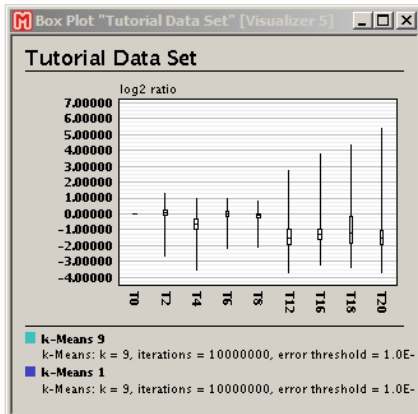 Box Plot "Tutorial Data Set" [Visualizer 5]
Tutorial Data Set
log2 ratio
7.00000
6.00000
5.00000
4.00000
3.00000
2.00000
1.00000
0.00000
-1.00000
-2.00000
-3.00000
-4.00000
T0 T2 T4 T6 T8 T12 T16 T18 T20
k-Means 9
k-Means: k = 9, iterations = 10000000, error threshold = 1.0E-
k-Means 1
k-Means: k = 9, iterations = 10000000, error threshold = 1.0E-